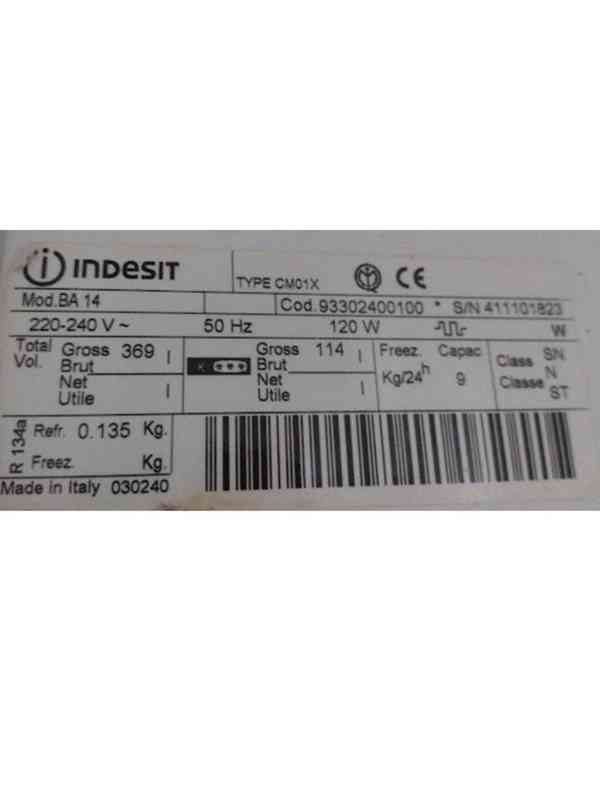 indesit
TYPE CM01X
CE
Mod.BA 14
Cod.93302400100 * S/N 411101823
220-240 V ~ 50 Hz 120 W W
Total Vol. Gross Brut 369 l
Net Utile l
Gross Brut 114 l
Net Utile l
Freez. Capac
Kg/24h 9
Class SN
Classe N
ST
R 134a
Refr. 0.135 Kg.
Freez. Kg.
Made in Italy 030240